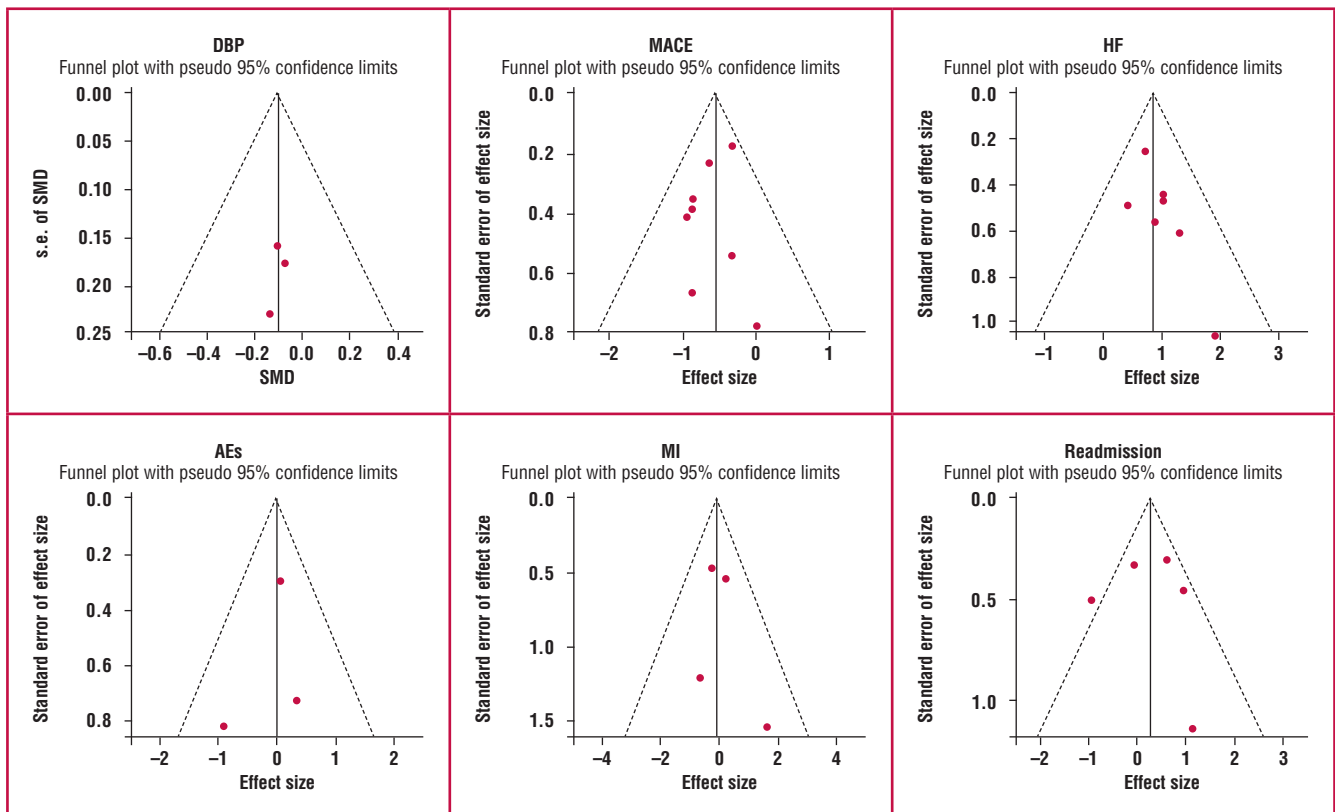 DBP
Funnel plot with pseudo 95% confidence limits
s.e. of SMD
0.00
0.05
0.10
0.15
0.20
0.25
–0.6 –0.4 –0.2 0.0 0.2 0.4
SMD
MACE
Funnel plot with pseudo 95% confidence limits
Standard error of effect size
0.0
0.2
0.4
0.6
0.8
–2 –1 0 1
Effect size
HF
Funnel plot with pseudo 95% confidence limits
Standard error of effect size
0.0
0.2
0.4
0.6
0.8
1.0
–1 0 1 2 3
Effect size
AEs
Funnel plot with pseudo 95% confidence limits
Standard error of effect size
0.0
0.2
0.4
0.6
0.8
–2 –1 0 1 2
Effect size
MI
Funnel plot with pseudo 95% confidence limits
Standard error of effect size
0.0
0.5
1.0
1.5
–4 –2 0 2 4
Effect size
Readmission
Funnel plot with pseudo 95% confidence limits
Standard error of effect size
0.0
0.5
1.0
–2 –1 0 1 2 3
Effect size